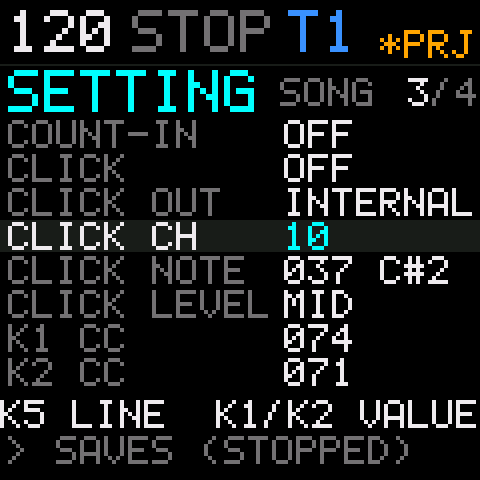 120 STOP T1 *PRJ
SETTING SONG 3/4
COUNT-IN OFF
CLICK OFF
CLICK OUT INTERNAL
CLICK CH 10
CLICK NOTE 037 C#2
CLICK LEVEL MID
K1 CC 074
K2 CC 071
K5 LINE K1/K2 VALUE
> SAVES (STOPPED)